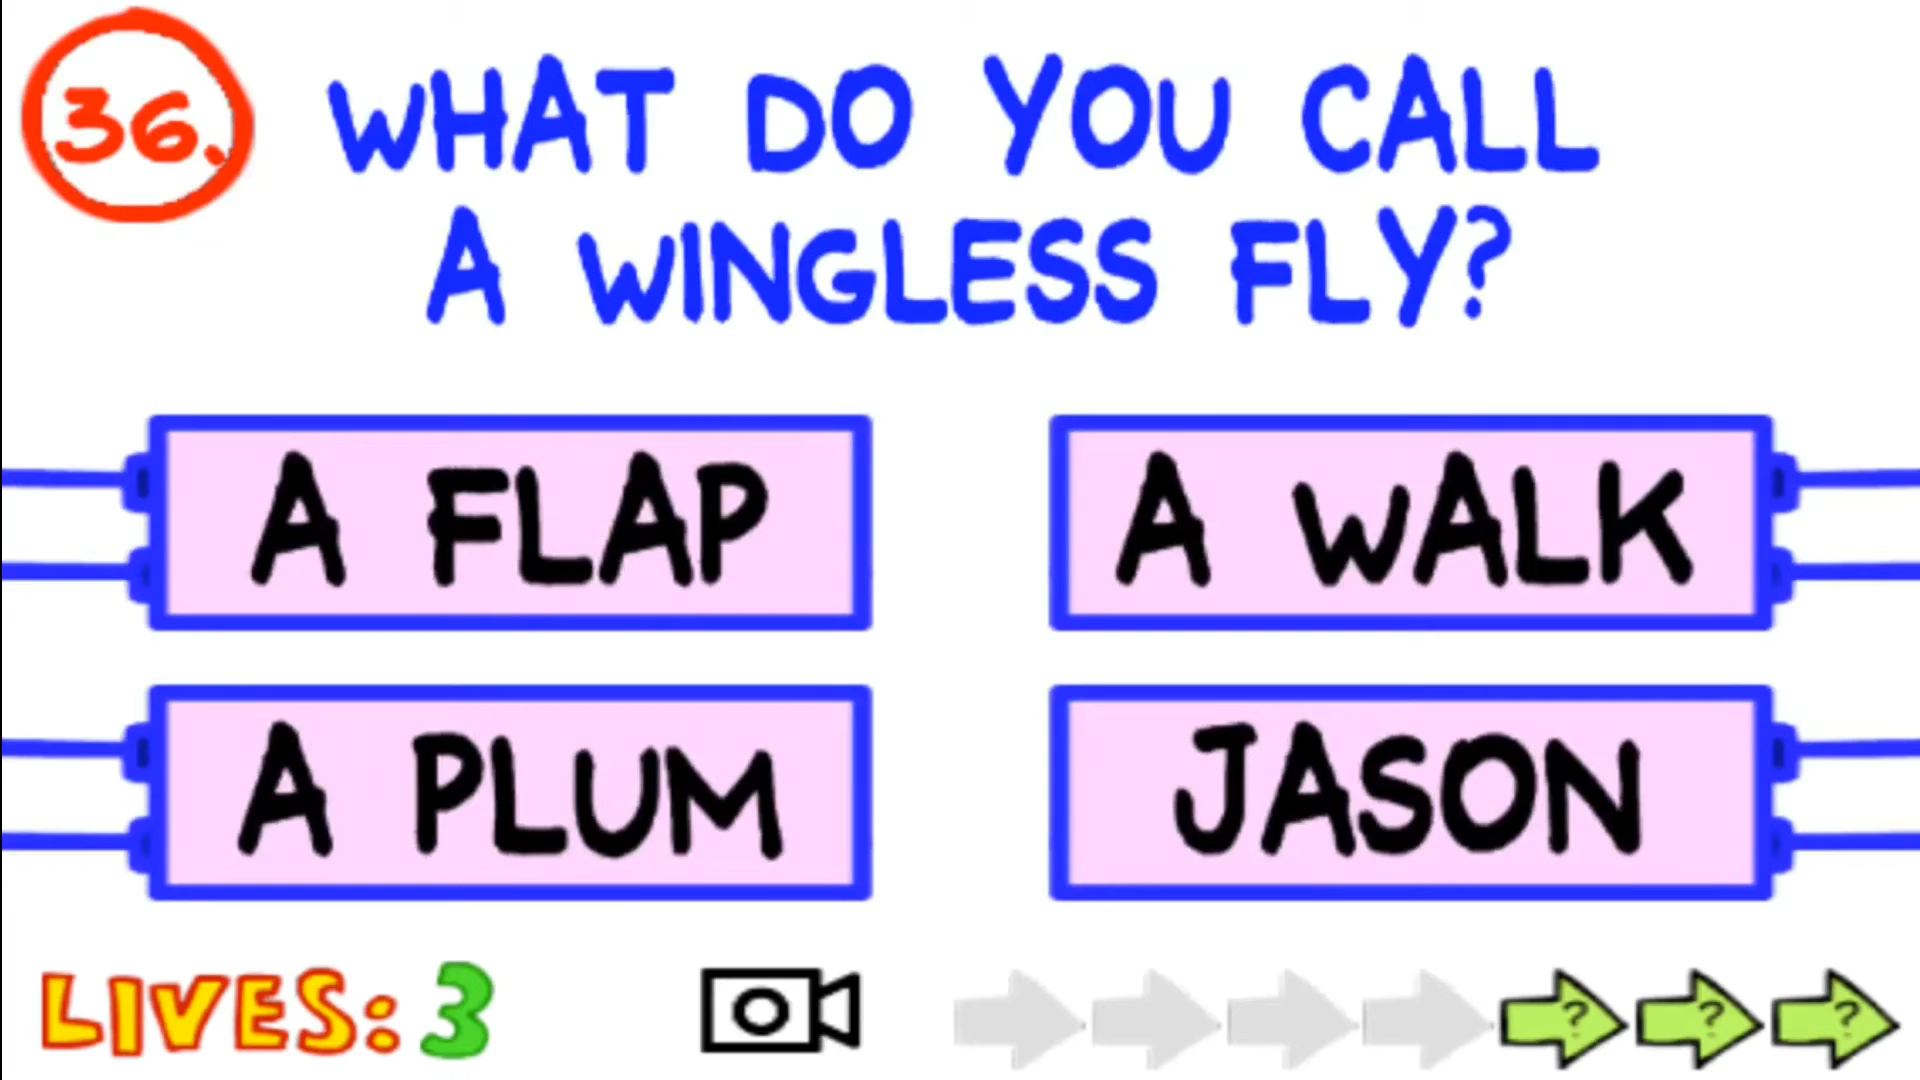 36. WHAT DO YOU CALL
A WINGLESS FLY?
A FLAP
A WALK
A PLUM
JASON
LIVES: 3
? ? ?